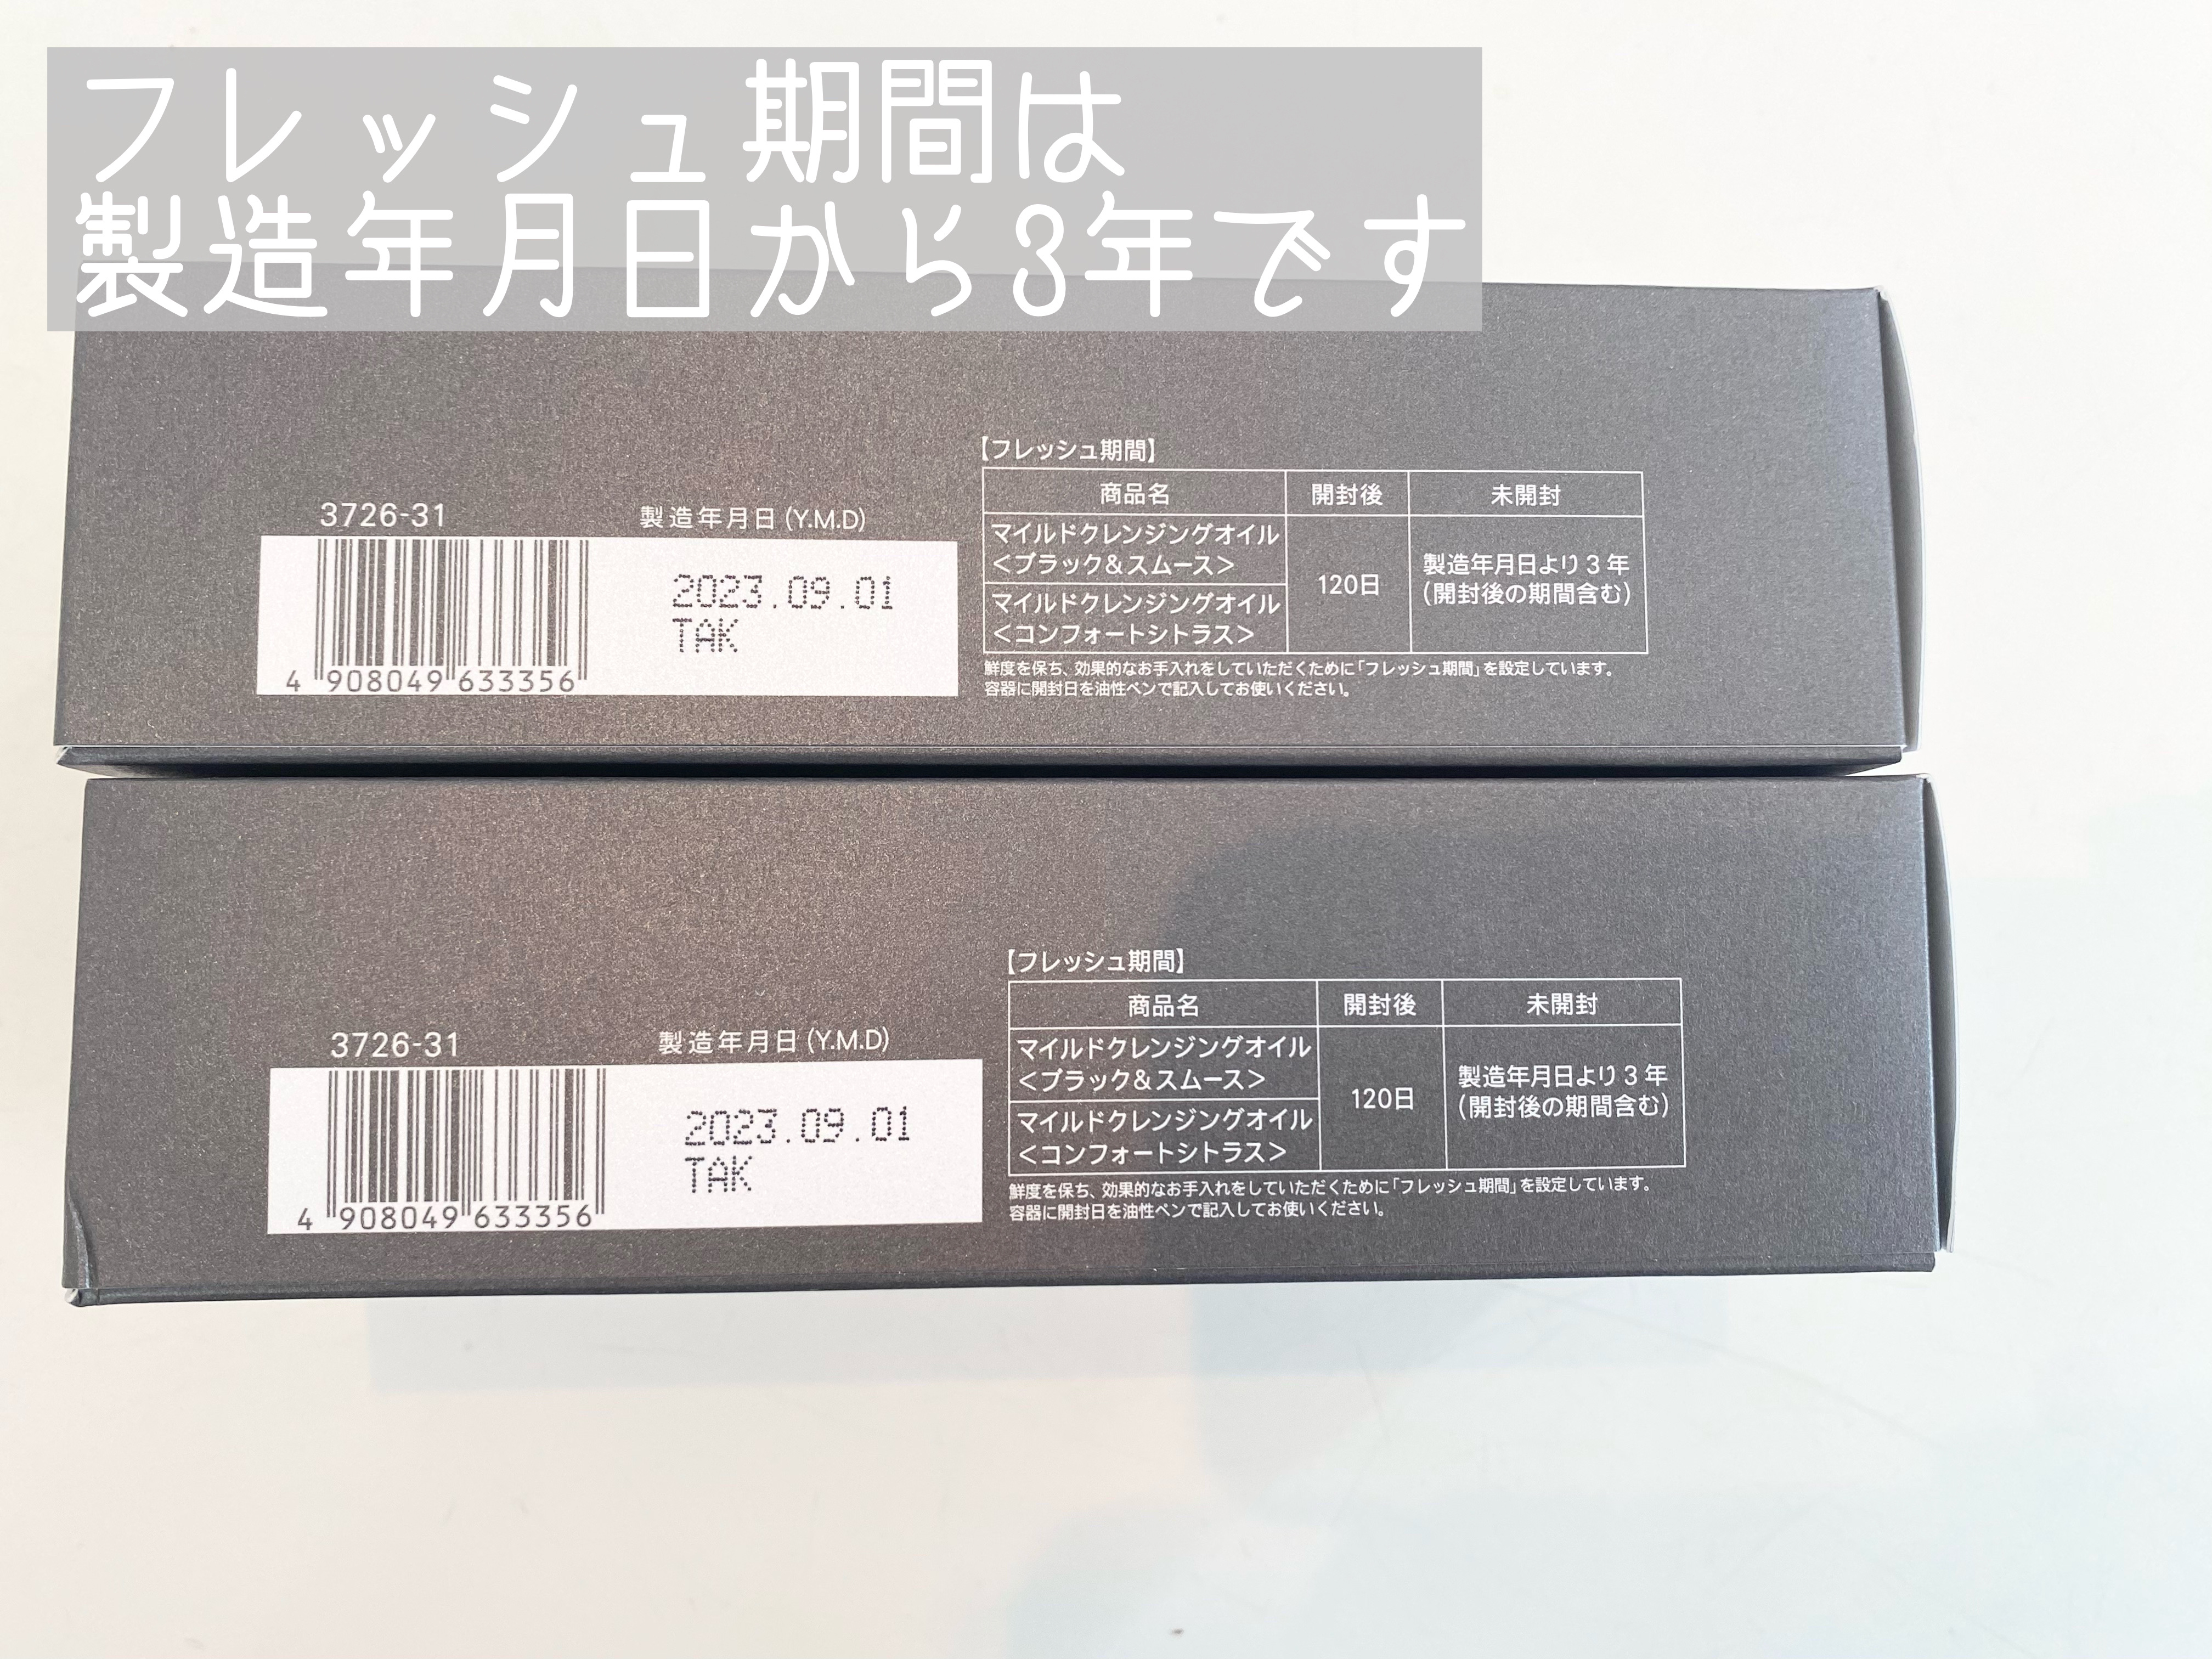 フレッシュ期間は
製造年月日から3年です
【フレッシュ期間】
商品名 開封後 未開封
マイルドクレンジングオイル
<ブラック&スムース>
マイルドクレンジングオイル
<コンフォートシトラス>
120日
製造年月日より3年
(開封後の期間含む)
鮮度を保ち、効果的なお手入れをしていただくために「フレッシュ期間」を設定しています。
容器に開封日を油性ペンで記入してお使いください。
3726-31
製造年月日(Y.M.D)
2023.09.01
TAK
4 908049 633356
【フレッシュ期間】
商品名 開封後 未開封
マイルドクレンジングオイル
<ブラック&スムース>
マイルドクレンジングオイル
<コンフォートシトラス>
120日
製造年月日より3年
(開封後の期間含む)
鮮度を保ち、効果的なお手入れをしていただくために「フレッシュ期間」を設定しています。
容器に開封日を油性ペンで記入してお使いください。
3726-31
製造年月日(Y.M.D)
2023.09.01
TAK
4 908049 633356